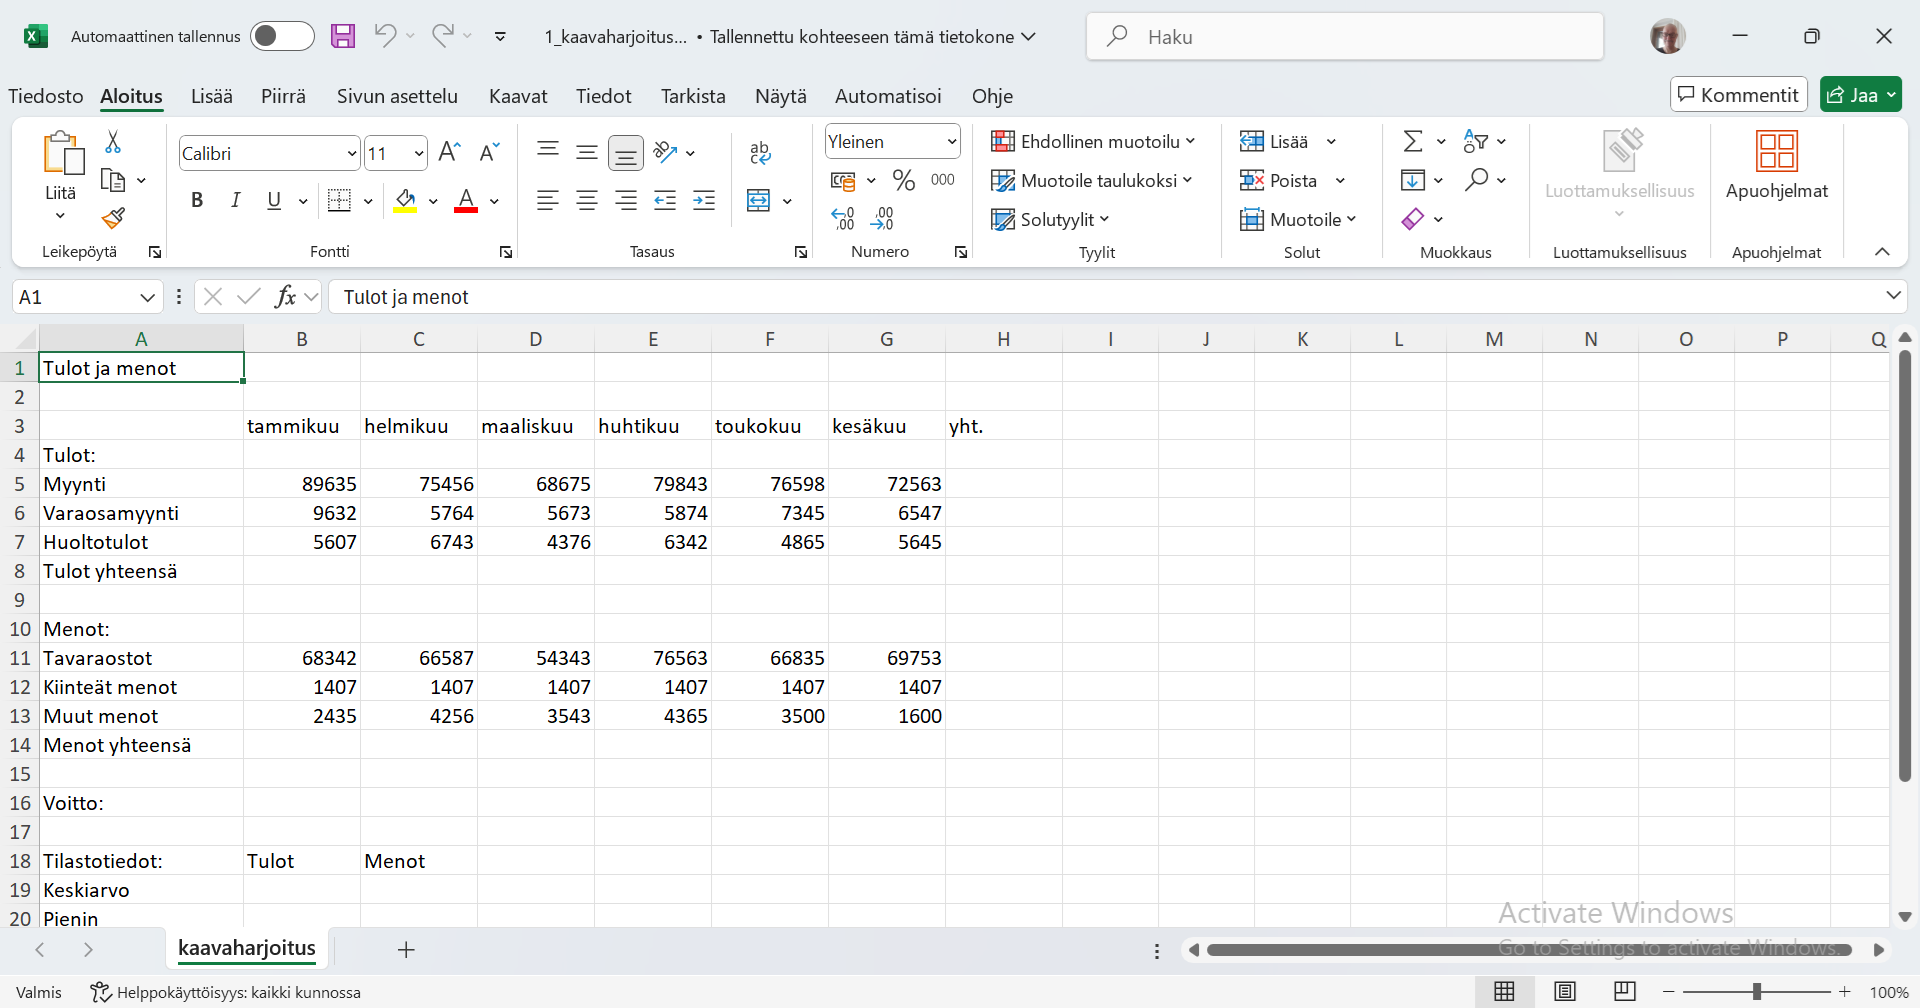 Automaattinen tallennus 1_kaavaharjoitus... • Tallennettu kohteeseen tämä tietokone Haku
Tiedosto Aloitus Lisää Piirrä Sivun asettelu Kaavat Tiedot Tarkista Näytä Automatisoi Ohje Kommentit Jaa
Liitä
Leikepöytä
Calibri 11
B I U
Fontti
Tasaus
Yleinen
% 000
Numero
Ehdollinen muotoilu
Muotoile taulukoksi
Solutyylit
Tyylit
Lisää
Poista
Muotoile
Solut
Muokkaus
Luottamuksellisuus
Luottamuksellisuus
Apuohjelmat
Apuohjelmat
A1 fx Tulot ja menot
A B C D E F G H I J K L M N O P Q
1 Tulot ja menot
2
3 tammikuu helmikuu maaliskuu huhtikuu toukokuu kesäkuu yht.
4 Tulot:
5 Myynti 89635 75456 68675 79843 76598 72563
6 Varaosamyynti 9632 5764 5673 5874 7345 6547
7 Huoltotulot 5607 6743 4376 6342 4865 5645
8 Tulot yhteensä
9
10 Menot:
11 Tavaraostot 68342 66587 54343 76563 66835 69753
12 Kiinteät menot 1407 1407 1407 1407 1407 1407
13 Muut menot 2435 4256 3543 4365 3500 1600
14 Menot yhteensä
15
16 Voitto:
17
18 Tilastotiedot: Tulot Menot
19 Keskiarvo
20 Pienin
Activate Windows
Go to Settings to activate Windows.
kaavaharjoitus
Valmis Helppokäyttöisyys: kaikki kunnossa 100%